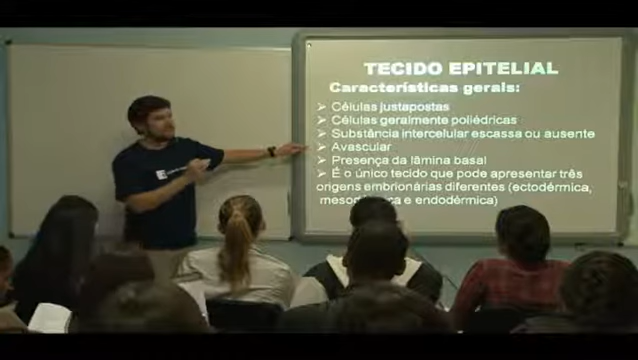 TECIDO EPITELIAL
Características gerais:
➢ Células justapostas
➢ Células geralmente poliédricas
➢ Substância intercelular escassa ou ausente
➢ Avascular
➢ Presença da lâmina basal
➢ É o único tecido que pode apresentar três
origens embrionárias diferentes (ectodérmica,
e endodérmica)